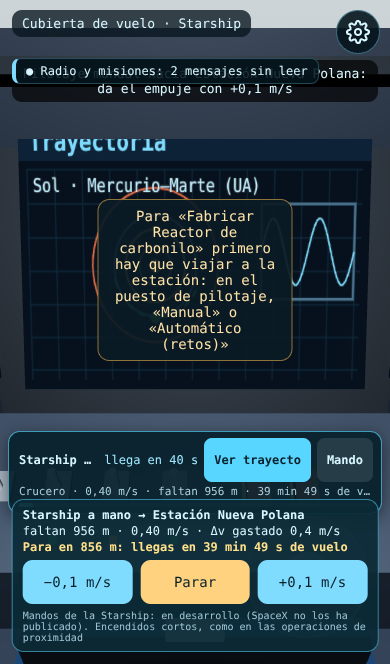 Cubierta de vuelo · Starship
Radio y misiones: 2 mensajes sin leer
Polana:
da el empuje con +0,1 m/s
Trayectoria
Sol · Mercurio—Marte (UA)
Para «Fabricar
Reactor de
carbonilo» primero
hay que viajar a la
estación: en el
puesto de pilotaje,
«Manual» o
«Automático
(retos)»
Starship … llega en 40 s Ver trayecto Mando
Crucero · 0,40 m/s · faltan 956 m · 39 min 49 s de v…
Starship a mano → Estación Nueva Polana
faltan 956 m · 0,40 m/s · Δv gastado 0,4 m/s
Para en 856 m: llegas en 39 min 49 s de vuelo
−0,1 m/s Parar +0,1 m/s
Mandos de la Starship: en desarrollo (SpaceX no los ha
publicado). Encendidos cortos, como en las operaciones de
proximidad